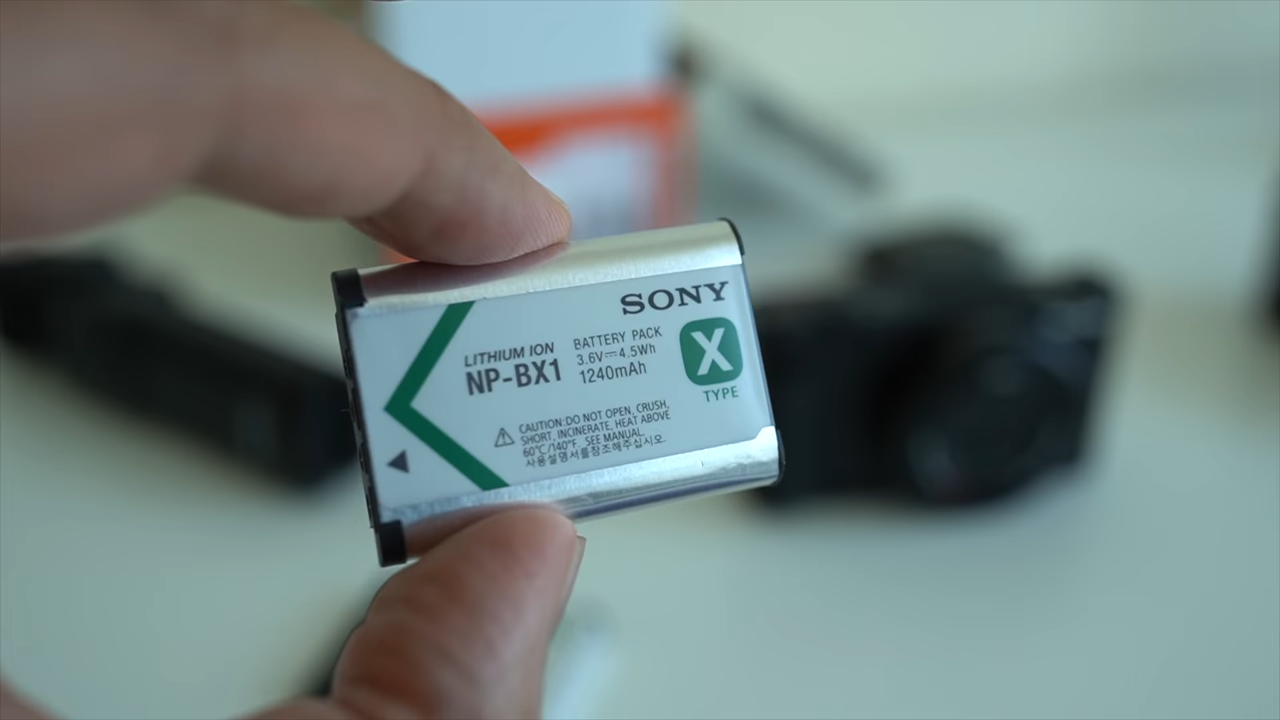 SONY
LITHIUM ION
NP-BX1
BATTERY PACK
3.6V⎓4.5Wh
1240mAh
X
TYPE
CAUTION:DO NOT OPEN, CRUSH,
SHORT, INCINERATE, HEAT ABOVE
60℃/140°F. SEE MANUAL.
사용설명서를참조해주십시오.